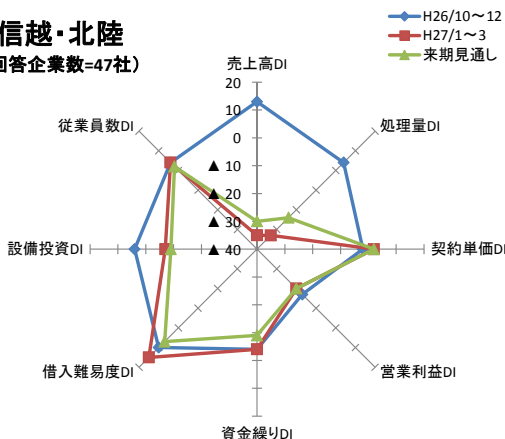 信越・北陸
回答企業数=47社）
H26/10～12
H27/1～3
来期見通し
売上高DI
処理量DI
契約単価DI
営業利益DI
資金繰りDI
借入難易度DI
設備投資DI
従業員数DI
20
10
0
▲ 10
▲ 20
▲ 30
▲ 40